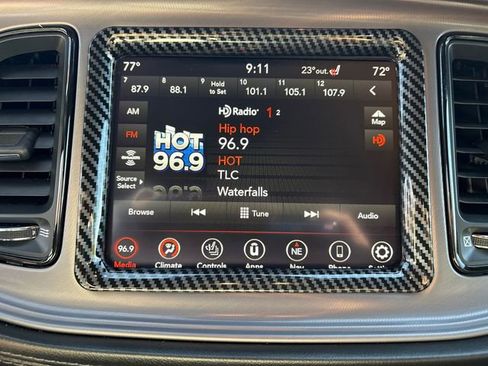 77° 9:11 23°out. 72°
7 8 9 10 11 12
87.9 88.1 Hold to Set 101.1 105.1 107.9
AM
FM
SiriusXM
Source
Select
HOT
96.9
HD Radio 1 2
Hip hop
96.9
HOT
TLC
Waterfalls
Map
HD
Browse Tune Audio
96.9 NE
Media Climate Controls Apps Nav Phone